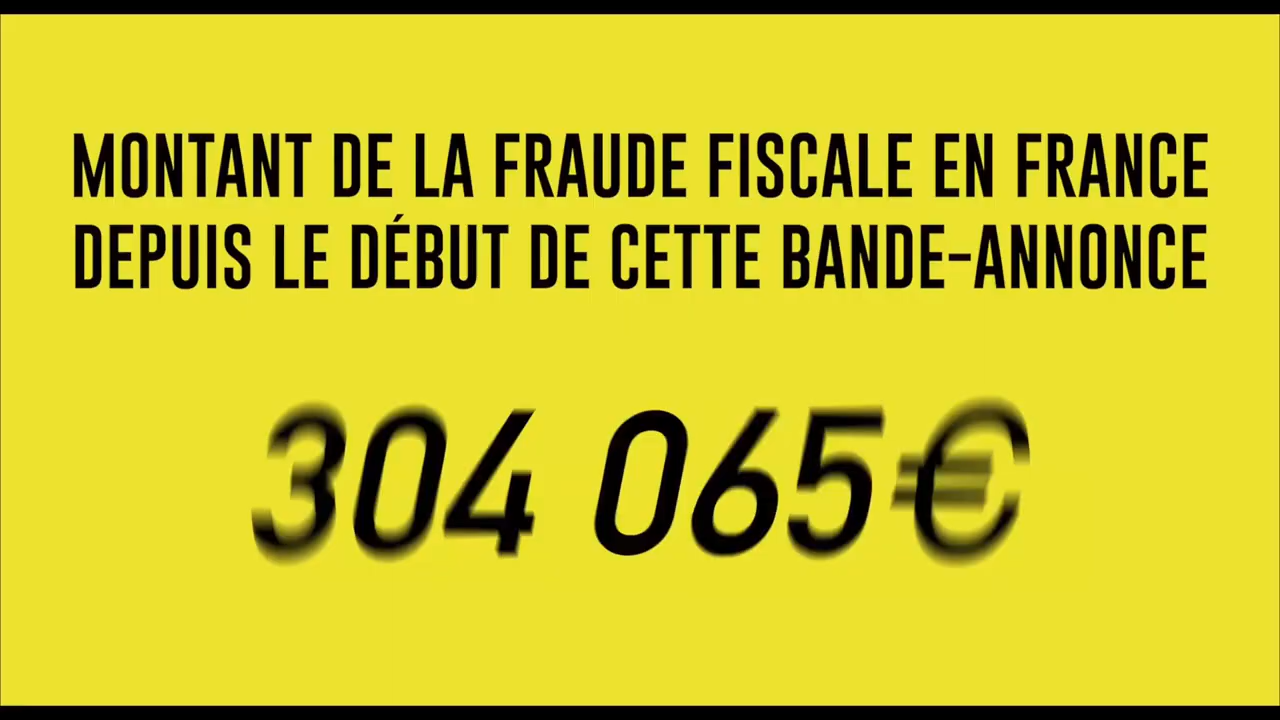 MONTANT DE LA FRAUDE FISCALE EN FRANCE
DEPUIS LE DÉBUT DE CETTE BANDE-ANNONCE
304 065€